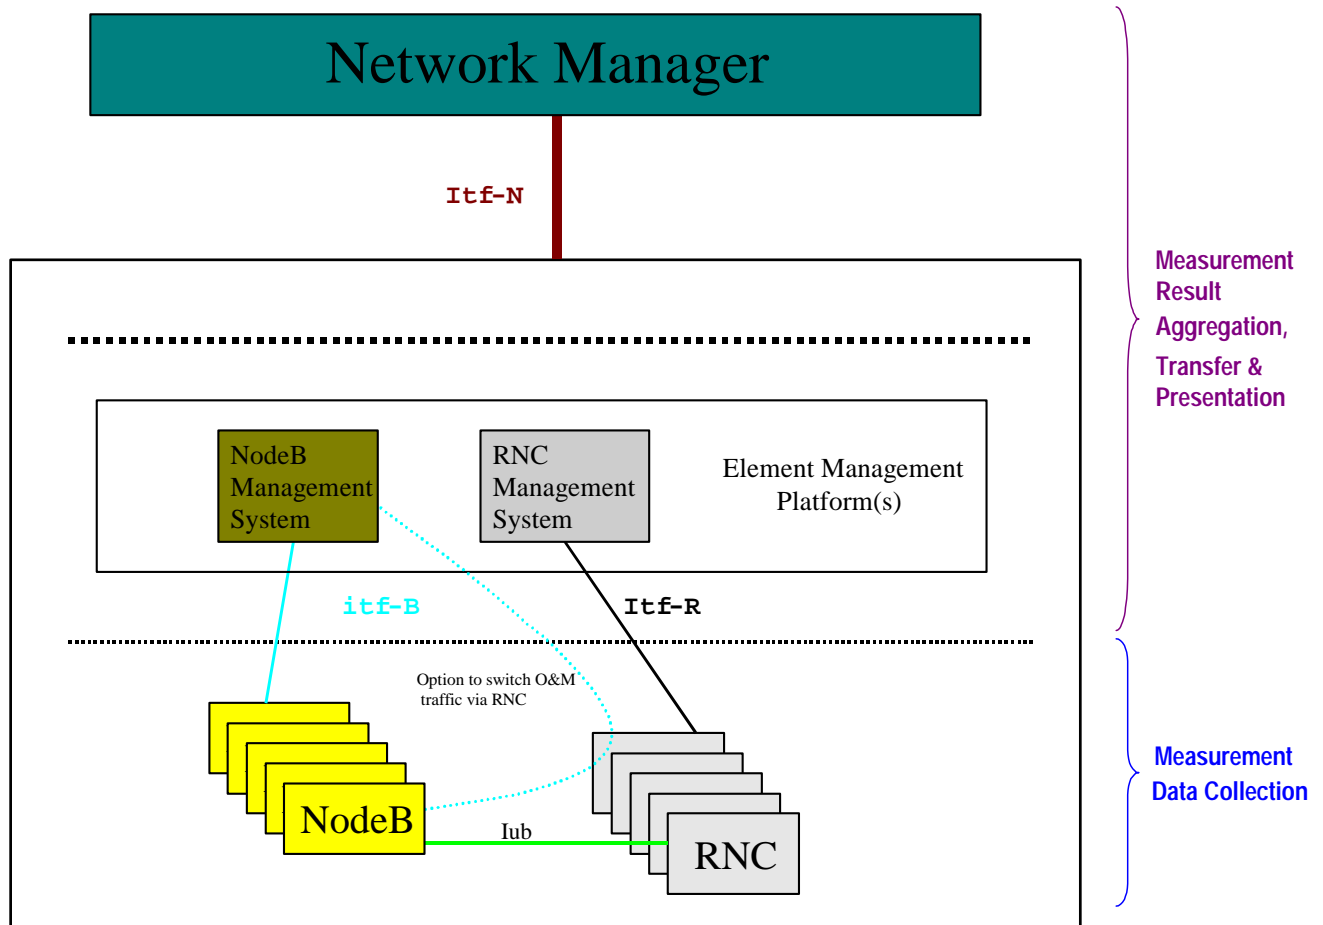 Network Manager
Itf-N
Measurement
Result
Aggregation,
Transfer &
Presentation
NodeB
Management
System
RNC
Management
System
Element Management
Platform(s)
itf-B
Itf-R
Option to switch O&M
traffic via RNC
NodeB
Iub
RNC
Measurement
Data Collection